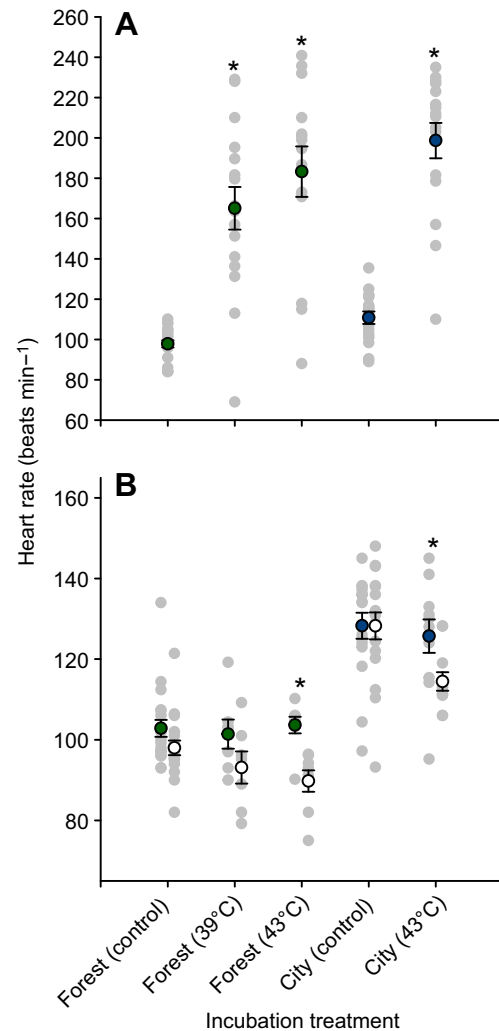 A
260
240
220
200
180
160
140
120
100
80
60
*
*
*
Heart rate (beats min−1)
B
160
140
120
100
80
*
*
Forest (control)
Forest (39°C)
Forest (43°C)
City (control)
City (43°C)
Incubation treatment